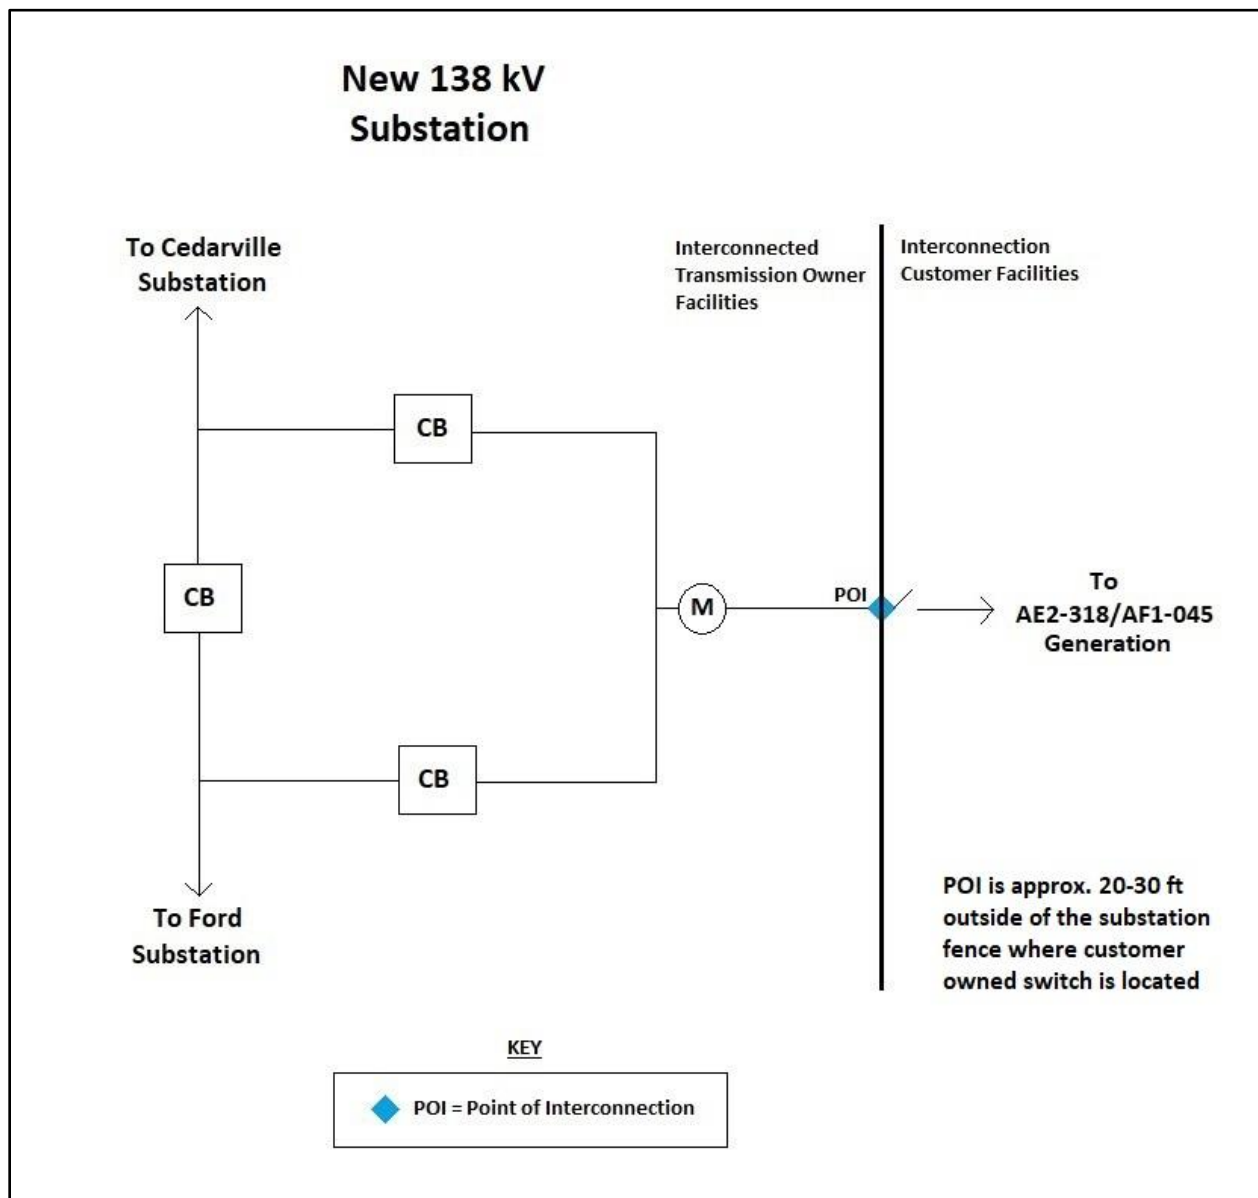 New 138 kV
Substation
To Cedarville
Substation
Interconnected
Transmission Owner
Facilities
Interconnection
Customer Facilities
CB
CB
M
POI
To
AE2-318/AF1-045
Generation
CB
To Ford
Substation
POI is approx. 20-30 ft
outside of the substation
fence where customer
owned switch is located
KEY
POI = Point of Interconnection